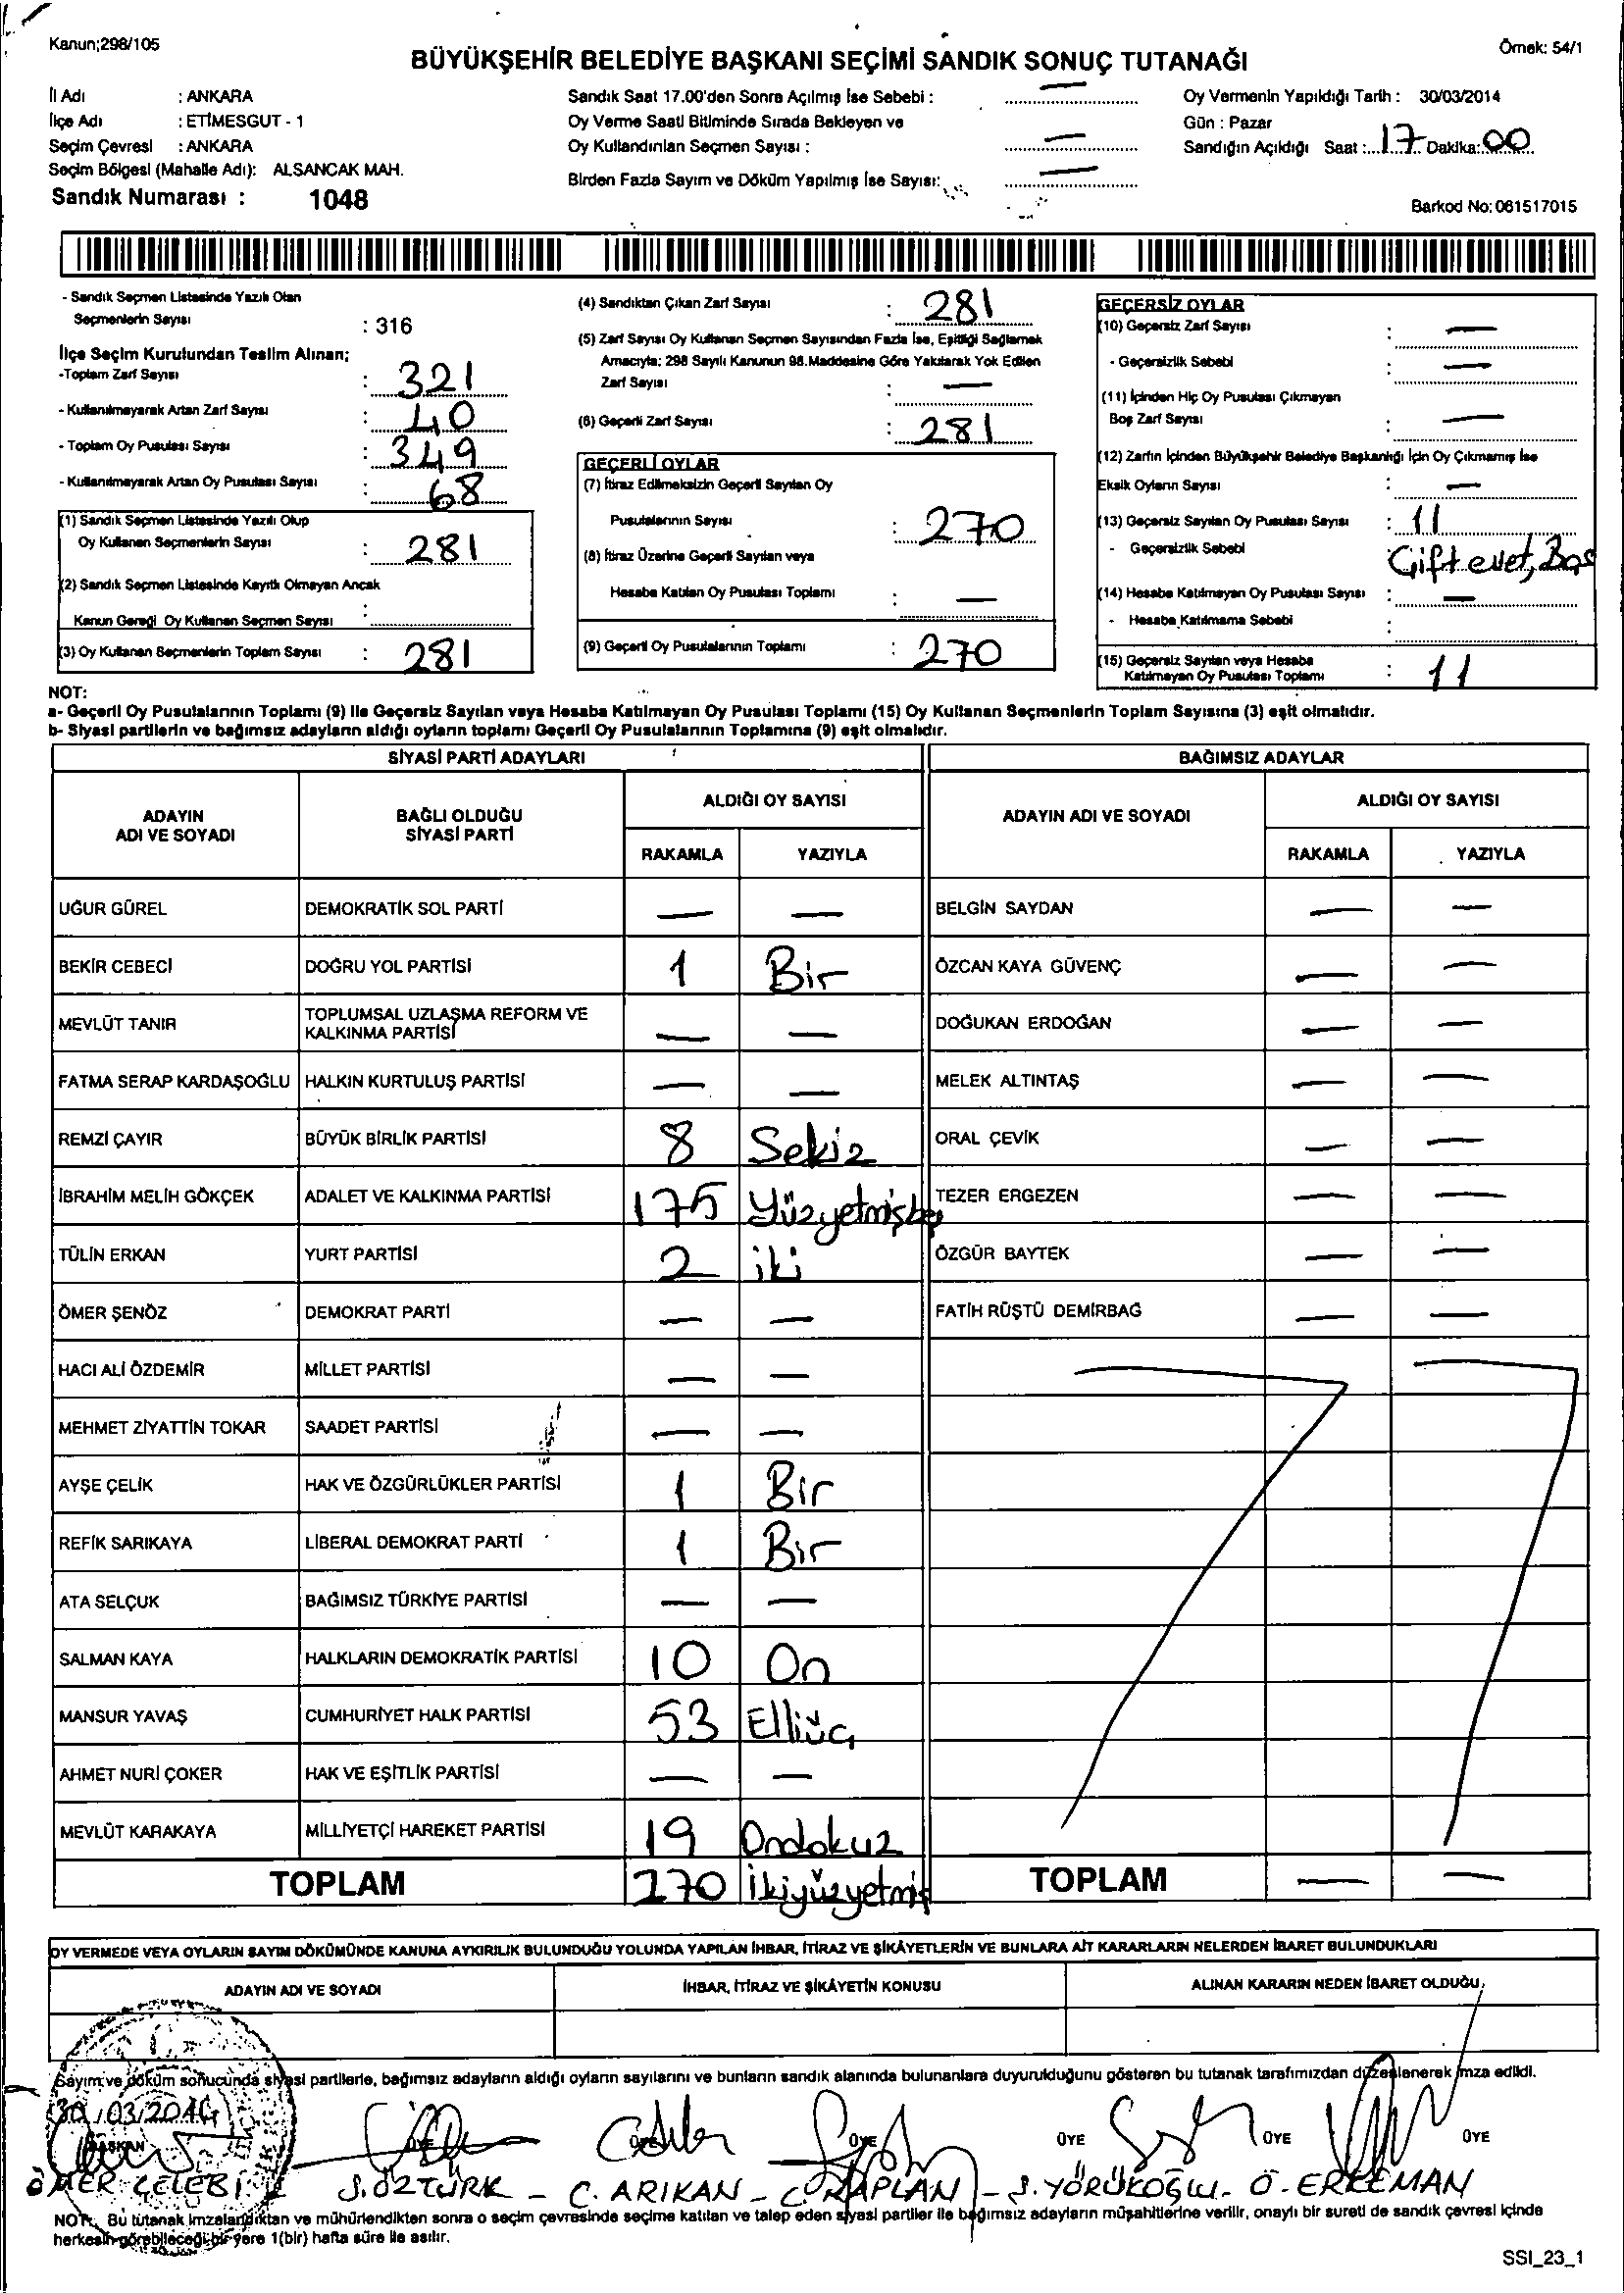 Kanun;298/105
Örnek: 54/1
BÜYÜKŞEHİR BELEDİYE BAŞKANI SEÇİMİ SANDIK SONUÇ TUTANAĞI
İl Adı : ANKARA
İlçe Adı : ETİMESGUT - 1
Seçim Çevresi : ANKARA
Seçim Bölgesi (Mahalle Adı): ALSANCAK MAH.
Sandık Numarası : 1048
Sandık Saat 17.00'den Sonra Açılmış İse Sebebi : —
Oy Verme Saati Bitiminde Sırada Bekleyen ve
Oy Kullandırılan Seçmen Sayısı : —
Birden Fazla Sayım ve Döküm Yapılmış İse Sayısı: —
Oy Vermenin Yapıldığı Tarih : 30/03/2014
Gün : Pazar
Sandığın Açıldığı Saat : 17 Dakika: 00
Barkod No: 061517015
- Sandık Seçmen Listesinde Yazılı Olan
Seçmenlerin Sayısı : 316
İlçe Seçim Kurulundan Teslim Alınan;
-Toplam Zarf Sayısı : 321
- Kullanılmayarak Artan Zarf Sayısı : 40
- Toplam Oy Pusulası Sayısı : 349
- Kullanılmayarak Artan Oy Pusulası Sayısı : 68
(1) Sandık Seçmen Listesinde Yazılı Olup
Oy Kullanan Seçmenlerin Sayısı : 281
(2) Sandık Seçmen Listesinde Kayıtlı Olmayan Ancak
Kanun Gereği Oy Kullanan Seçmen Sayısı :
(3) Oy Kullanan Seçmenlerin Toplam Sayısı : 281
(4) Sandıktan Çıkan Zarf Sayısı : 281
(5) Zarf Sayısı Oy Kullanan Seçmen Sayısından Fazla İse, Eşitliği Sağlamak
Amacıyla; 298 Sayılı Kanunun 98.Maddesine Göre Yakılarak Yok Edilen
Zarf Sayısı : —
(6) Geçerli Zarf Sayısı : 281
GEÇERLİ OYLAR
(7) İtiraz Edilmeksizin Geçerli Sayılan Oy
Pusulalarının Sayısı : 270
(8) İtiraz Üzerine Geçerli Sayılan veya
Hesaba Katılan Oy Pusulası Toplamı : —
(9) Geçerli Oy Pusulalarının Toplamı : 270
GEÇERSİZ OYLAR
(10) Geçersiz Zarf Sayısı : —
- Geçersizlik Sebebi : —
(11) İçinden Hiç Oy Pusulası Çıkmayan
Boş Zarf Sayısı : —
(12) Zarfın İçinden Büyükşehir Belediye Başkanlığı İçin Oy Çıkmamış İse
Eksik Oyların Sayısı : —
(13) Geçersiz Sayılan Oy Pusulası Sayısı : 11
- Geçersizlik Sebebi Çift evet, Boş
(14) Hesaba Katılmayan Oy Pusulası Sayısı : —
- Hesaba Katılmama Sebebi :
(15) Geçersiz Sayılan veya Hesaba
Katılmayan Oy Pusulası Toplamı : 11
NOT:
a- Geçerli Oy Pusulalarının Toplamı (9) ile Geçersiz Sayılan veya Hesaba Katılmayan Oy Pusulası Toplamı (15) Oy Kullanan Seçmenlerin Toplam Sayısına (3) eşit olmalıdır.
b- Siyasi partilerin ve bağımsız adayların aldığı oyların toplamı Geçerli Oy Pusulalarının Toplamına (9) eşit olmalıdır.
SİYASİ PARTİ ADAYLARI
ADAYIN ADI VE SOYADI
BAĞLI OLDUĞU SİYASİ PARTİ
ALDIĞI OY SAYISI
RAKAMLA YAZIYLA
UĞUR GÜREL DEMOKRATİK SOL PARTİ — —
BEKİR CEBECİ DOĞRU YOL PARTİSİ 1 Bir
MEVLÜT TANIR TOPLUMSAL UZLAŞMA REFORM VE KALKINMA PARTİSİ — —
FATMA SERAP KARDAŞOĞLU HALKIN KURTULUŞ PARTİSİ — —
REMZİ ÇAYIR BÜYÜK BİRLİK PARTİSİ 8 Sekiz
İBRAHİM MELİH GÖKÇEK ADALET VE KALKINMA PARTİSİ 175 Yüzyetmişbeş
TÜLİN ERKAN YURT PARTİSİ 2 iki
ÖMER ŞENÖZ DEMOKRAT PARTİ — —
HACI ALİ ÖZDEMİR MİLLET PARTİSİ — —
MEHMET ZİYATTİN TOKAR SAADET PARTİSİ — —
AYŞE ÇELİK HAK VE ÖZGÜRLÜKLER PARTİSİ 1 Bir
REFİK SARIKAYA LİBERAL DEMOKRAT PARTİ 1 Bir
ATA SELÇUK BAĞIMSIZ TÜRKİYE PARTİSİ — —
SALMAN KAYA HALKLARIN DEMOKRATİK PARTİSİ 10 On
MANSUR YAVAŞ CUMHURİYET HALK PARTİSİ 53 Elliüç
AHMET NURİ ÇOKER HAK VE EŞİTLİK PARTİSİ — —
MEVLÜT KARAKAYA MİLLİYETÇİ HAREKET PARTİSİ 19 Ondokuz
TOPLAM 270 İkiyüzyetmiş
BAĞIMSIZ ADAYLAR
ADAYIN ADI VE SOYADI
ALDIĞI OY SAYISI
RAKAMLA YAZIYLA
BELGİN SAYDAN — —
ÖZCAN KAYA GÜVENÇ — —
DOĞUKAN ERDOĞAN — —
MELEK ALTINTAŞ — —
ORAL ÇEVİK — —
TEZER ERGEZEN — —
ÖZGÜR BAYTEK — —
FATİH RÜŞTÜ DEMİRBAĞ — —
TOPLAM — —
OY VERMEDE VEYA OYLARIN SAYIM DÖKÜMÜNDE KANUNA AYKIRILIK BULUNDUĞU YOLUNDA YAPILAN İHBAR, İTİRAZ VE ŞİKÂYETLERİN VE BUNLARA AİT KARARLARIN NELERDEN İBARET BULUNDUKLARI
ADAYIN ADI VE SOYADI İHBAR, İTİRAZ VE ŞİKÂYETİN KONUSU ALINAN KARARIN NEDEN İBARET OLDUĞU
Sayım ve döküm sonucunda siyasi partilerle, bağımsız adayların aldığı oyların sayılarını ve bunların sandık alanında bulunanlara duyurulduğunu gösteren bu tutanak tarafımızdan düzenlenerek imza edildi.
30/03/2014
BAŞKAN ÜYE ÜYE ÜYE ÜYE ÜYE ÜYE
ÖMER ÇELEBİ S.ÖZTÜRK - C. ARIKAN - C. KAPLAN - S. YÖRÜKOĞLU - Ö. ERKEMAN
NOT: Bu tutanak imzalandıktan ve mühürlendikten sonra o seçim çevresinde seçime katılan ve talep eden siyasi partiler ile bağımsız adayların müşahitlerine verilir, onaylı bir sureti de sandık çevresi içinde
herkesin görebileceği bir yere 1(bir) hafta süre ile asılır.
SSI_23_1